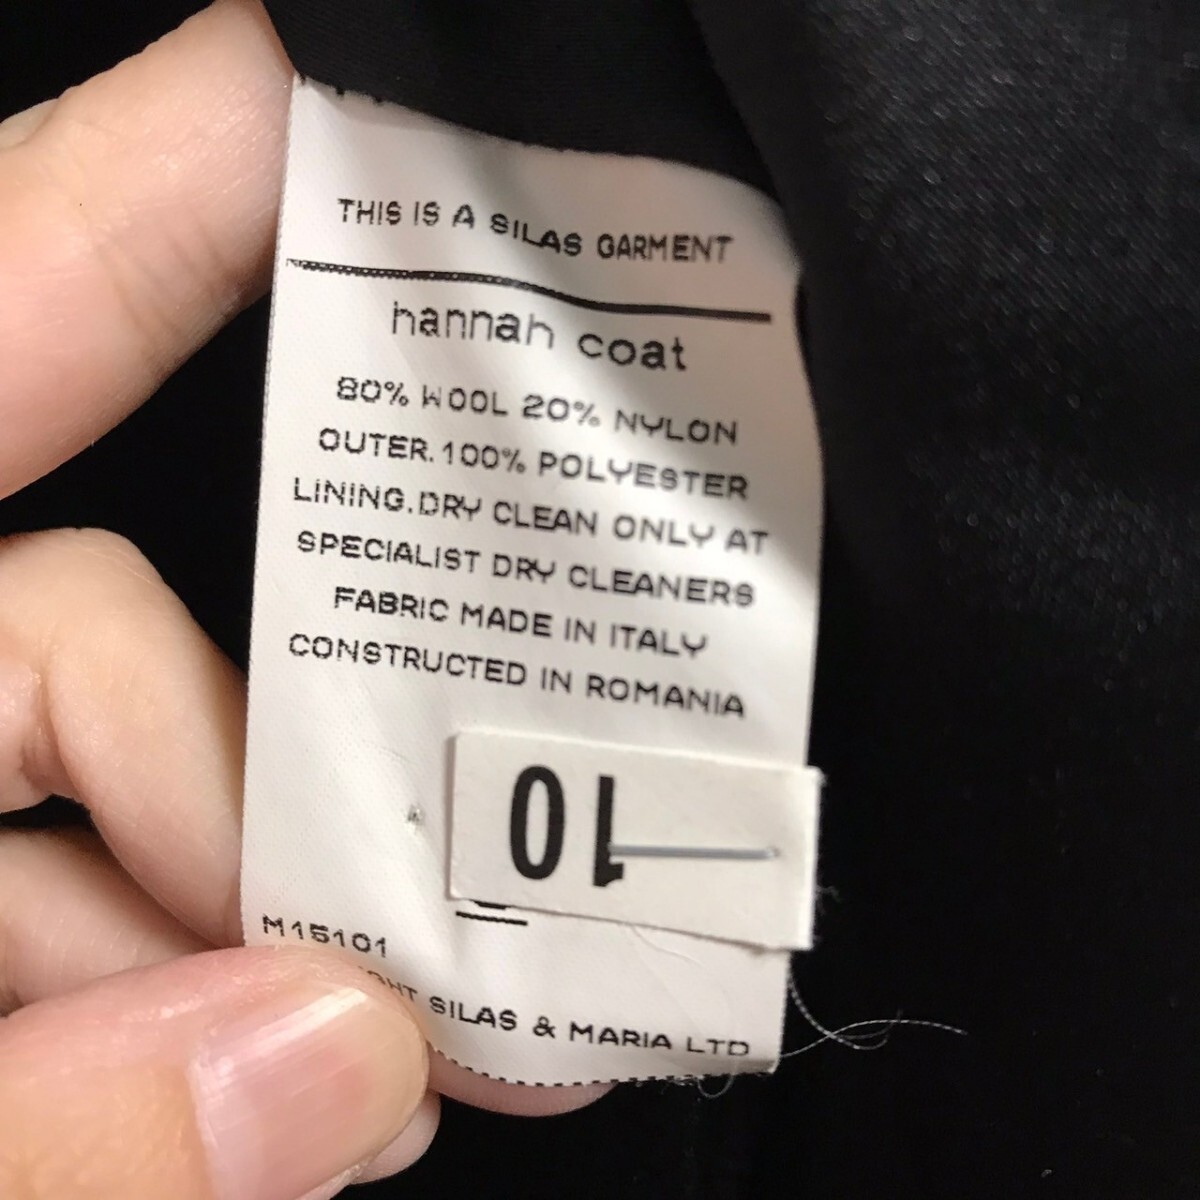 THIS IS A SILAS GARMENT
hannah coat
80% WOOL 20% NYLON
OUTER. 100% POLYESTER
LINING. DRY CLEAN ONLY AT
SPECIALIST DRY CLEANERS
FABRIC MADE IN ITALY
CONSTRUCTED IN ROMANIA
10
M15101
SILAS & MARIA LTD